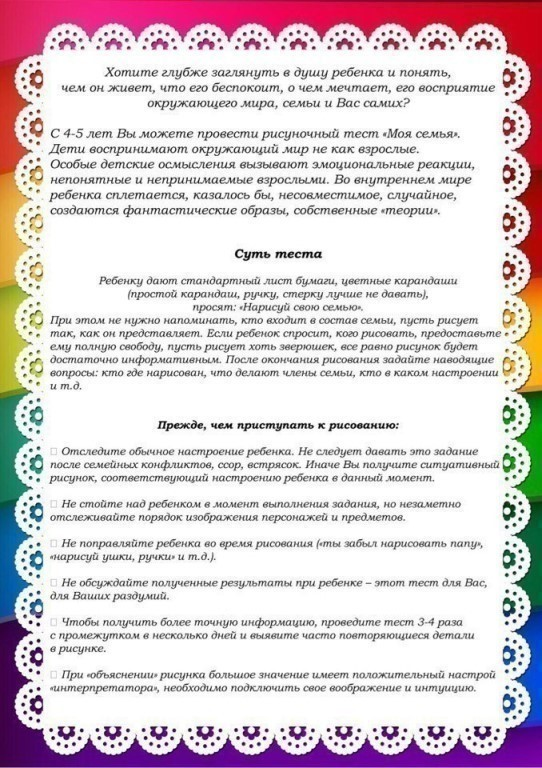 Хотите глубже заглянуть в душу ребенка и понять,
чем он живет, что его беспокоит, о чем мечтает, его восприятие
окружающего мира, семьи и Вас самих?
С 4-5 лет Вы можете провести рисуночный тест «Моя семья».
Дети воспринимают окружающий мир не как взрослые.
Особые детские осмысления вызывают эмоциональные реакции,
непонятные и непринимаемые взрослыми. Во внутреннем мире
ребенка сплетается, казалось бы, несовместимое, случайное,
создаются фантастические образы, собственные «теории».
Суть теста
Ребенку дают стандартный лист бумаги, цветные карандаши
(простой карандаш, ручку, стерку лучше не давать),
просят: «Нарисуй свою семью».
При этом не нужно напоминать, кто входит в состав семьи, пусть рисует
так, как он представляет. Если ребенок спросит, кого рисовать, предоставьте
ему полную свободу, пусть рисует хоть зверюшек, все равно рисунок будет
достаточно информативным. После окончания рисования задайте наводящие
вопросы: кто где нарисован, что делают члены семьи, кто в каком настроении
и т.д.
Прежде, чем приступать к рисованию:
□ Отследите обычное настроение ребенка. Не следует давать это задание
после семейных конфликтов, ссор, встрясок. Иначе Вы получите ситуативный
рисунок, соответствующий настроению ребенка в данный момент.
□ Не стойте над ребенком в момент выполнения задания, но незаметно
отслеживайте порядок изображения персонажей и предметов.
□ Не поправляйте ребенка во время рисования («ты забыл нарисовать папу»,
«нарисуй ушки, ручки» и т.д.).
□ Не обсуждайте полученные результаты при ребенке – этот тест для Вас,
для Ваших раздумий.
□ Чтобы получить более точную информацию, проведите тест 3-4 раза
с промежутком в несколько дней и выявите часто повторяющиеся детали
в рисунке.
□ При «объяснении» рисунка большое значение имеет положительный настрой
«интерпретатора», необходимо подключить свое воображение и интуицию.